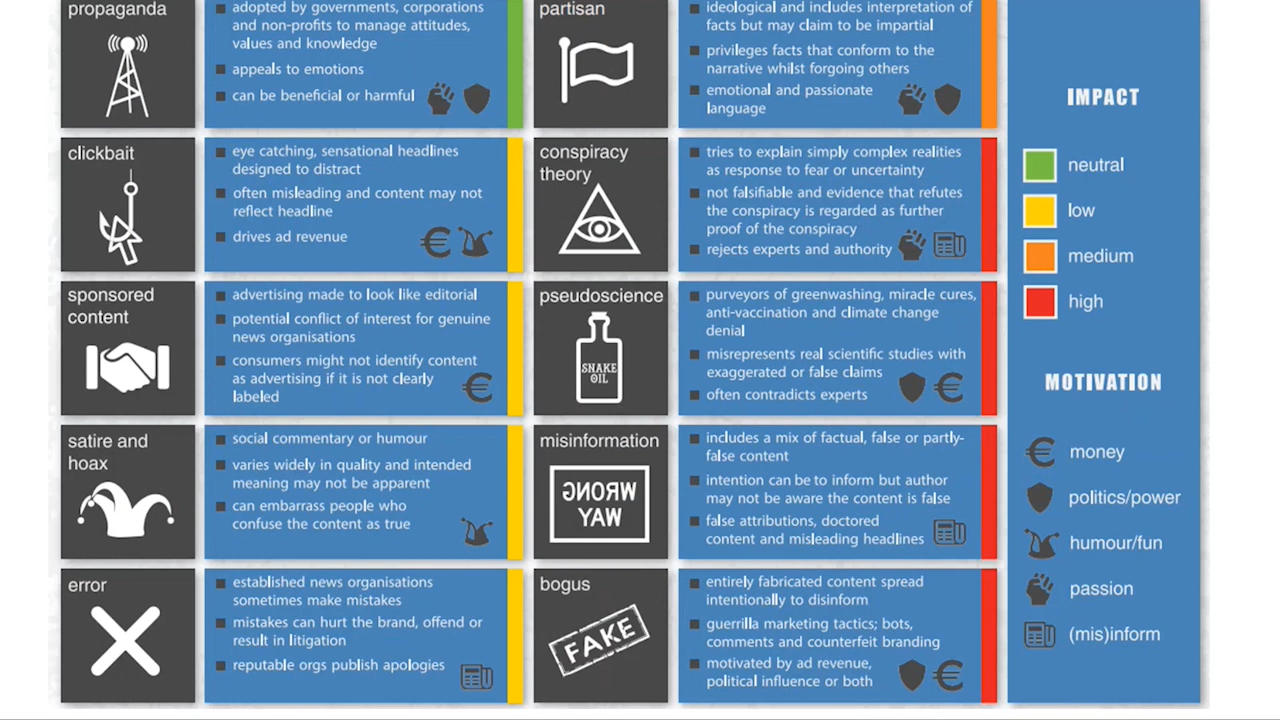 propaganda
adopted by governments, corporations
and non-profits to manage attitudes,
values and knowledge
appeals to emotions
can be beneficial or harmful
partisan
ideological and includes interpretation of
facts but may claim to be impartial
privileges facts that conform to the
narrative whilst forgoing others
emotional and passionate
language
clickbait
eye catching, sensational headlines
designed to distract
often misleading and content may not
reflect headline
drives ad revenue
conspiracy
theory
tries to explain simply complex realities
as response to fear or uncertainty
not falsifiable and evidence that refutes
the conspiracy is regarded as further
proof of the conspiracy
rejects experts and authority
sponsored
content
advertising made to look like editorial
potential conflict of interest for genuine
news organisations
consumers might not identify content
as advertising if it is not clearly
labeled
pseudoscience
SNAKE
OIL
purveyors of greenwashing, miracle cures,
anti-vaccination and climate change
denial
misrepresents real scientific studies with
exaggerated or false claims
often contradicts experts
satire and
hoax
social commentary or humour
varies widely in quality and intended
meaning may not be apparent
can embarrass people who
confuse the content as true
misinformation
WRONG
WAY
includes a mix of factual, false or partly-
false content
intention can be to inform but author
may not be aware the content is false
false attributions, doctored
content and misleading headlines
error
established news organisations
sometimes make mistakes
mistakes can hurt the brand, offend or
result in litigation
reputable orgs publish apologies
bogus
FAKE
entirely fabricated content spread
intentionally to disinform
guerrilla marketing tactics; bots,
comments and counterfeit branding
motivated by ad revenue,
political influence or both
IMPACT
neutral
low
medium
high
MOTIVATION
money
politics/power
humour/fun
passion
(mis)inform